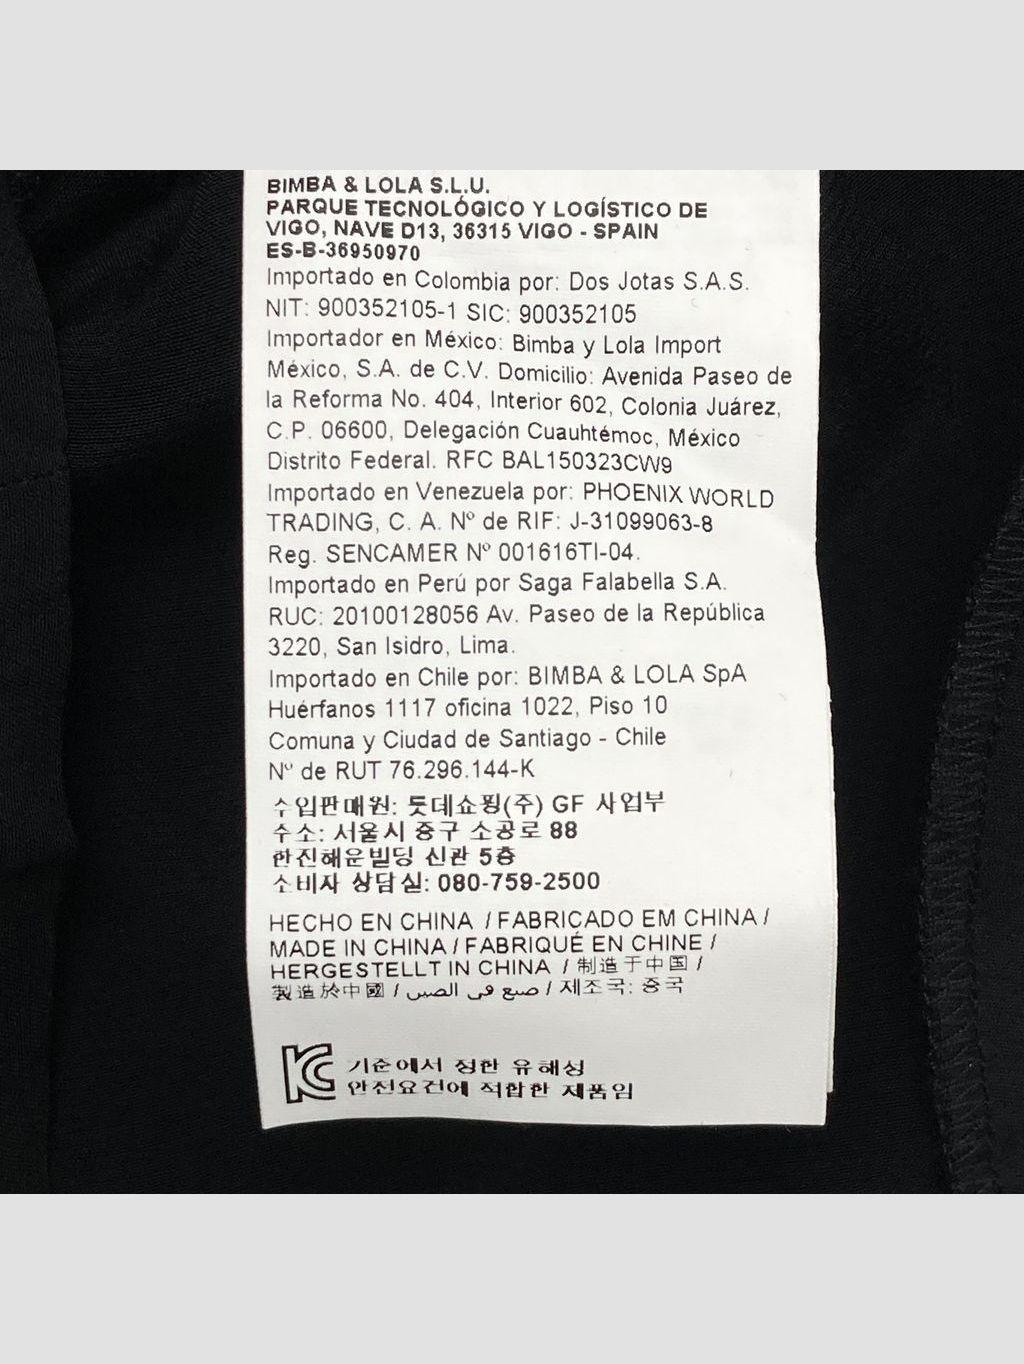 BIMBA & LOLA S.L.U.
PARQUE TECNOLÓGICO Y LOGÍSTICO DE
VIGO, NAVE D13, 36315 VIGO - SPAIN
ES-B-36950970
Importado en Colombia por: Dos Jotas S.A.S.
NIT: 900352105-1 SIC: 900352105
Importador en México: Bimba y Lola Import
México, S.A. de C.V. Domicilio: Avenida Paseo de
la Reforma No. 404, Interior 602, Colonia Juárez,
C.P. 06600, Delegación Cuauhtémoc, México
Distrito Federal. RFC BAL150323CW9
Importado en Venezuela por: PHOENIX WORLD
TRADING, C. A. Nº de RIF: J-31099063-8
Reg. SENCAMER Nº 001616TI-04.
Importado en Perú por Saga Falabella S.A.
RUC: 20100128056 Av. Paseo de la República
3220, San Isidro, Lima.
Importado en Chile por: BIMBA & LOLA SpA
Huérfanos 1117 oficina 1022, Piso 10
Comuna y Ciudad de Santiago - Chile
Nº de RUT 76.296.144-K
수입판매원: 롯데쇼핑(주) GF 사업부
주소: 서울시 중구 소공로 88
한진해운빌딩 신관 5층
소비자 상담실: 080-759-2500
HECHO EN CHINA / FABRICADO EM CHINA /
MADE IN CHINA / FABRIQUÉ EN CHINE /
HERGESTELLT IN CHINA / 制造于中国 /
製造於中國 / صنع في الصين / 제조국: 중국
KC 기준에서 정한 유해성
안전요건에 적합한 제품임